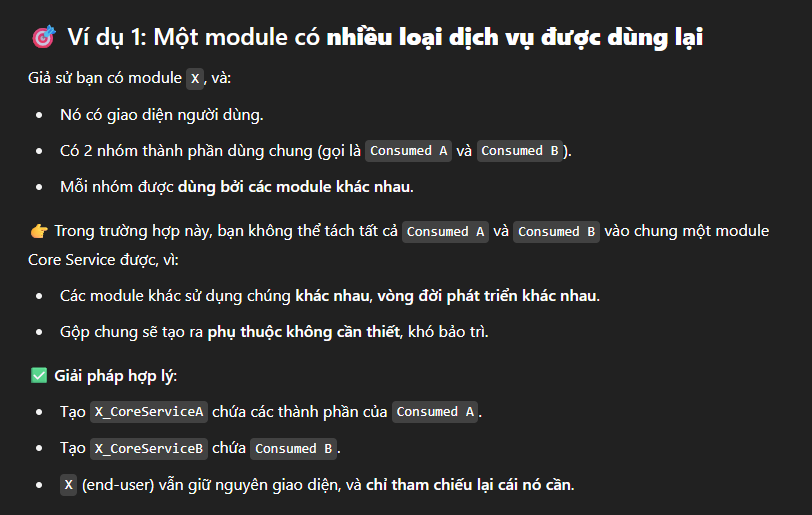 🎯 Ví dụ 1: Một module có nhiều loại dịch vụ được dùng lại
Giả sử bạn có module X, và:
• Nó có giao diện người dùng.
• Có 2 nhóm thành phần dùng chung (gọi là Consumed A và Consumed B).
• Mỗi nhóm được dùng bởi các module khác nhau.
👉 Trong trường hợp này, bạn không thể tách tất cả Consumed A và Consumed B vào chung một module
Core Service được, vì:
• Các module khác sử dụng chúng khác nhau, vòng đời phát triển khác nhau.
• Gộp chung sẽ tạo ra phụ thuộc không cần thiết, khó bảo trì.
✅ Giải pháp hợp lý:
• Tạo X_CoreServiceA chứa các thành phần của Consumed A.
• Tạo X_CoreServiceB chứa Consumed B.
• X (end-user) vẫn giữ nguyên giao diện, và chỉ tham chiếu lại cái nó cần.